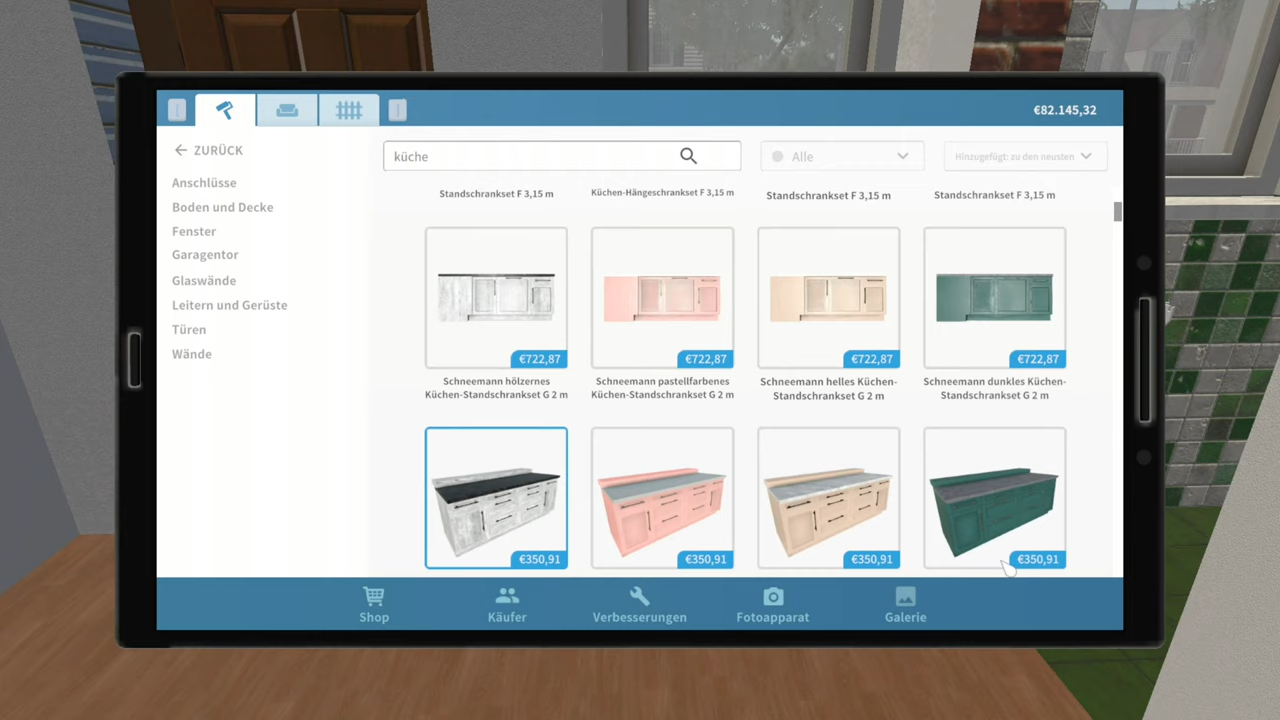 €82.145,32
ZURÜCK
küche
Alle
Hinzugefügt: zu den neusten
Anschlüsse
Boden und Decke
Fenster
Garagentor
Glaswände
Leitern und Gerüste
Türen
Wände
Standschrankset F 3,15 m
Küchen-Hängeschrankset F 3,15 m
Standschrankset F 3,15 m
Standschrankset F 3,15 m
€722,87
€722,87
€722,87
€722,87
Schneemann hölzernes
Küchen-Standschrankset G 2 m
Schneemann pastellfarbenes
Küchen-Standschrankset G 2 m
Schneemann helles Küchen-
Standschrankset G 2 m
Schneemann dunkles Küchen-
Standschrankset G 2 m
€350,91
€350,91
€350,91
€350,91
Shop
Käufer
Verbesserungen
Fotoapparat
Galerie